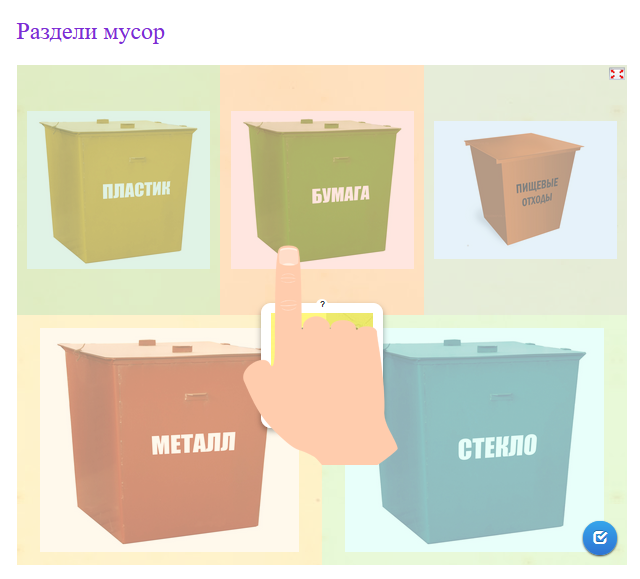 Раздели мусор
ПЛАСТИК
БУМАГА
ПИЩЕВЫЕ
ОТХОДЫ
?
МЕТАЛЛ
СТЕКЛО